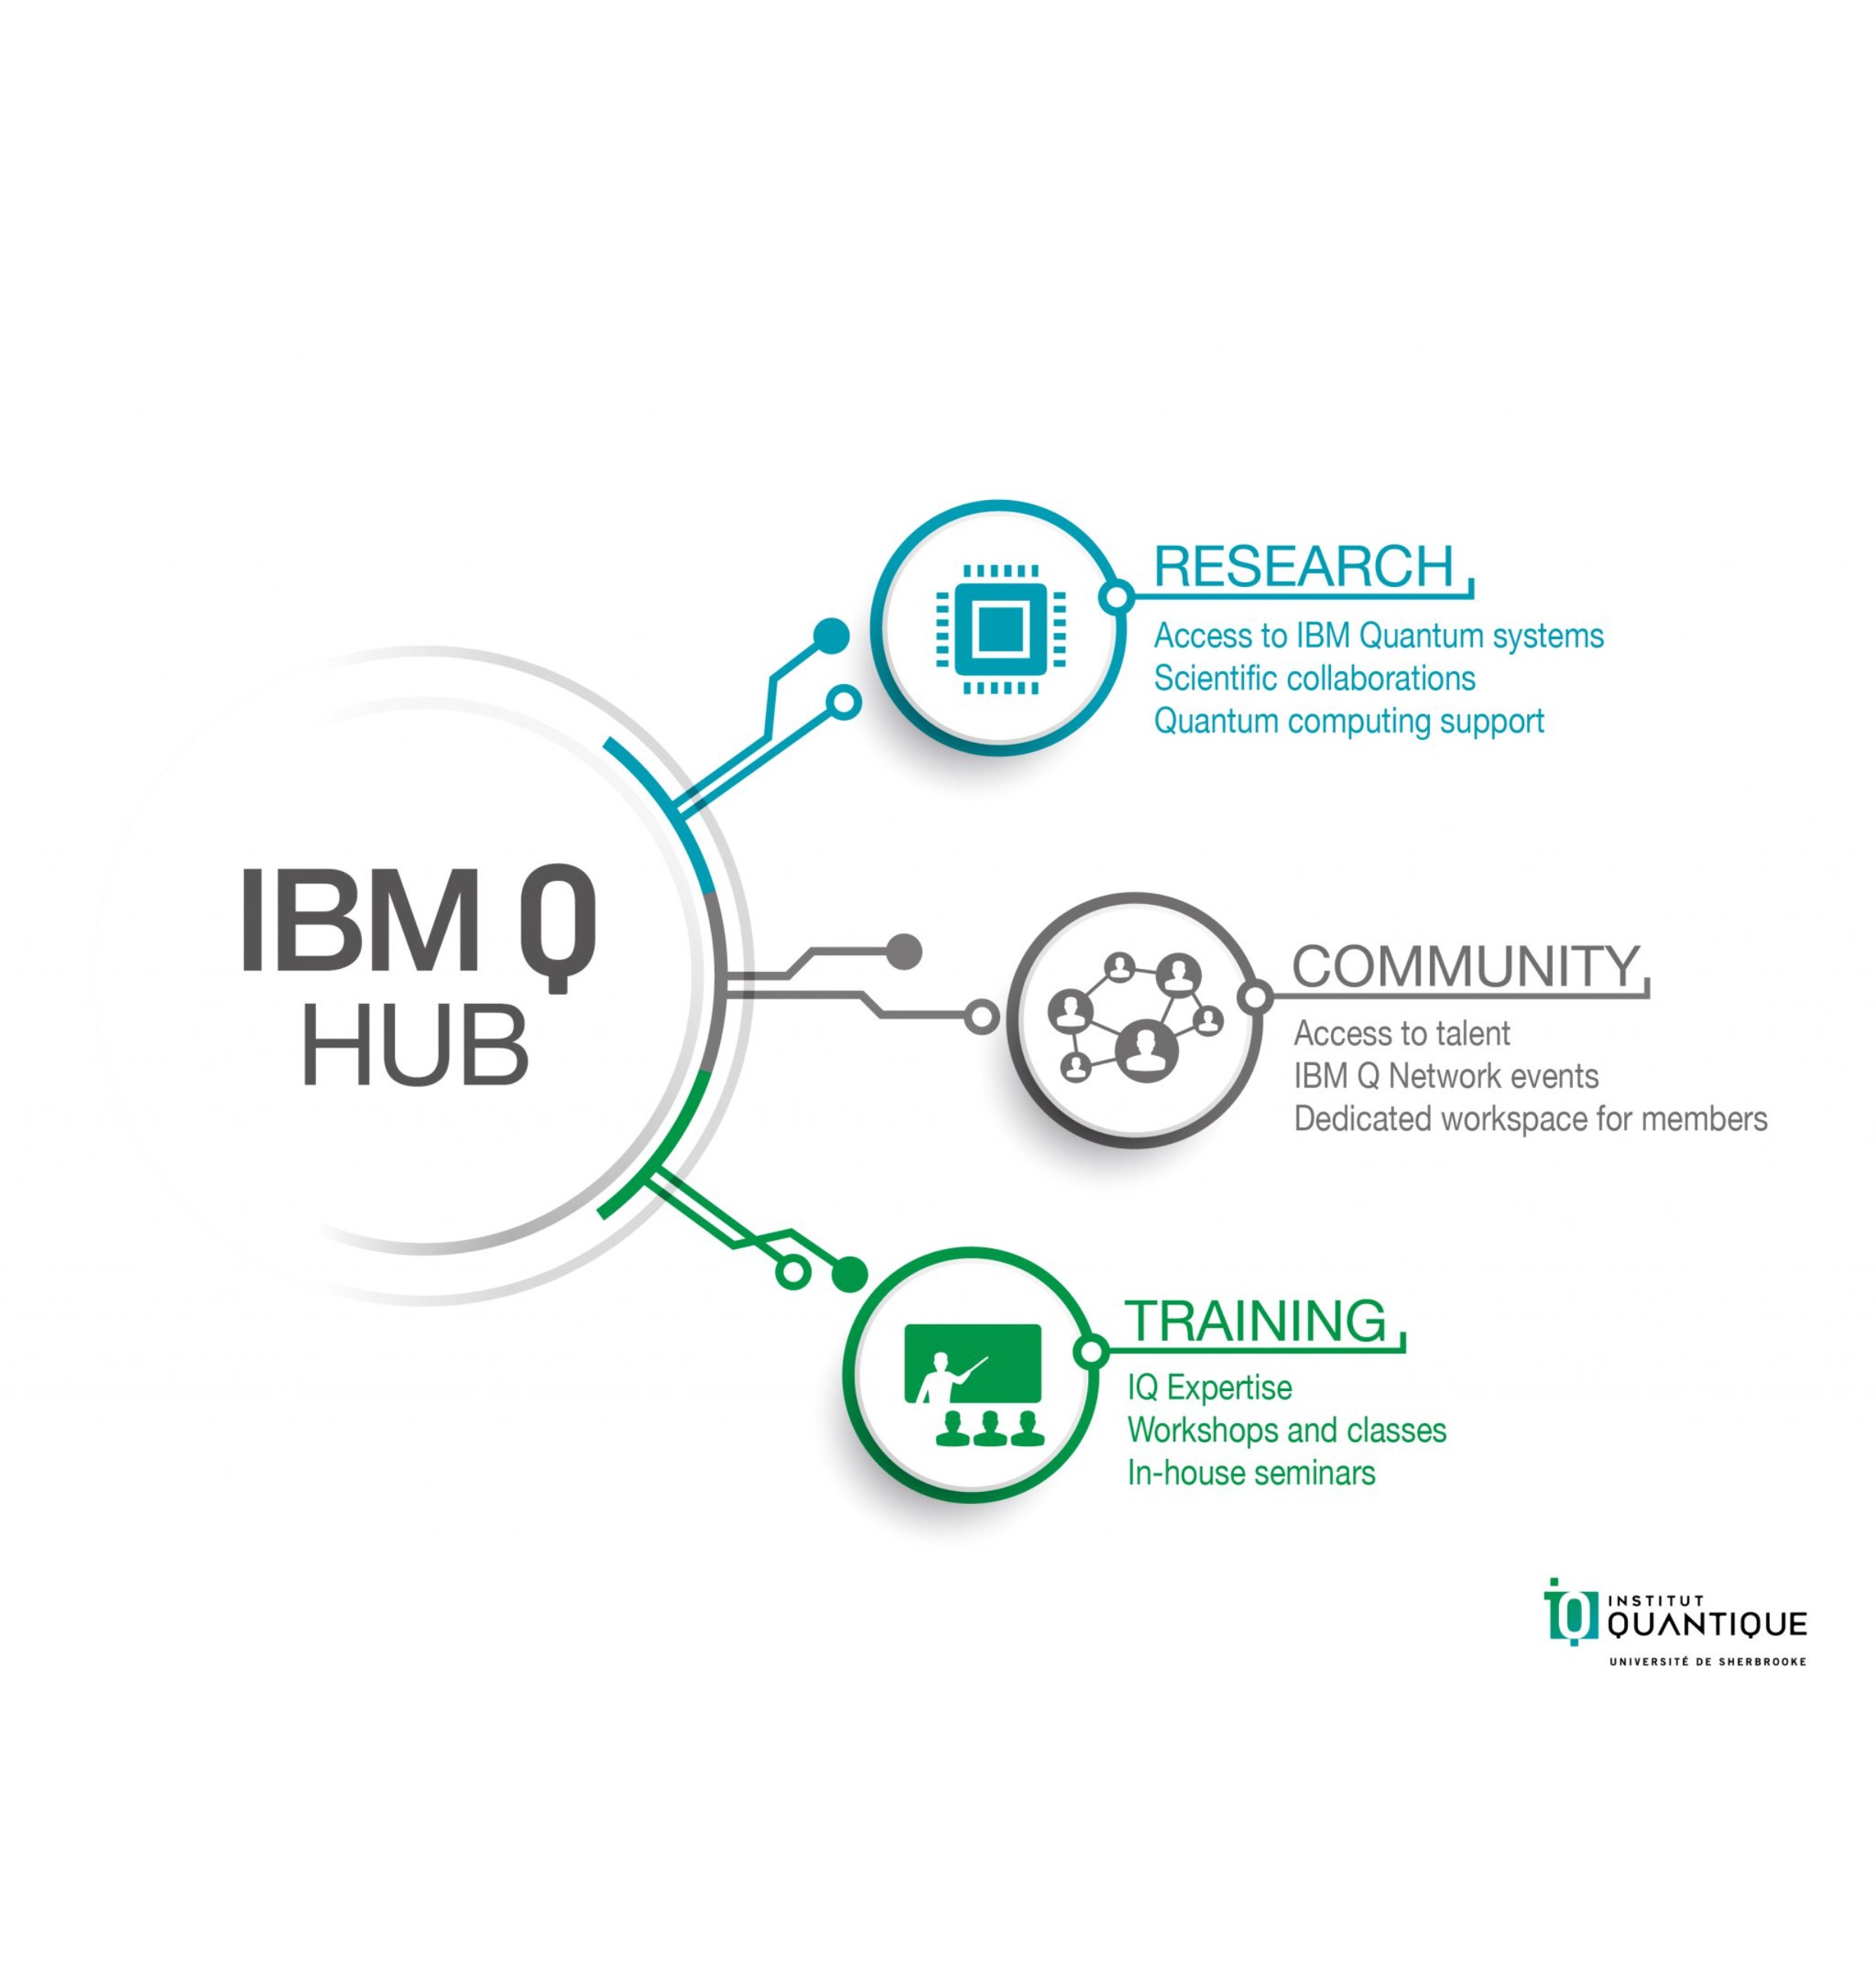 IBM Q
HUB
RESEARCH
Access to IBM Quantum systems
Scientific collaborations
Quantum computing support
COMMUNITY
Access to talent
IBM Q Network events
Dedicated workspace for members
TRAINING
IQ Expertise
Workshops and classes
In-house seminars
iQ
INSTITUT
QUANTIQUE
UNIVERSITÉ DE SHERBROOKE